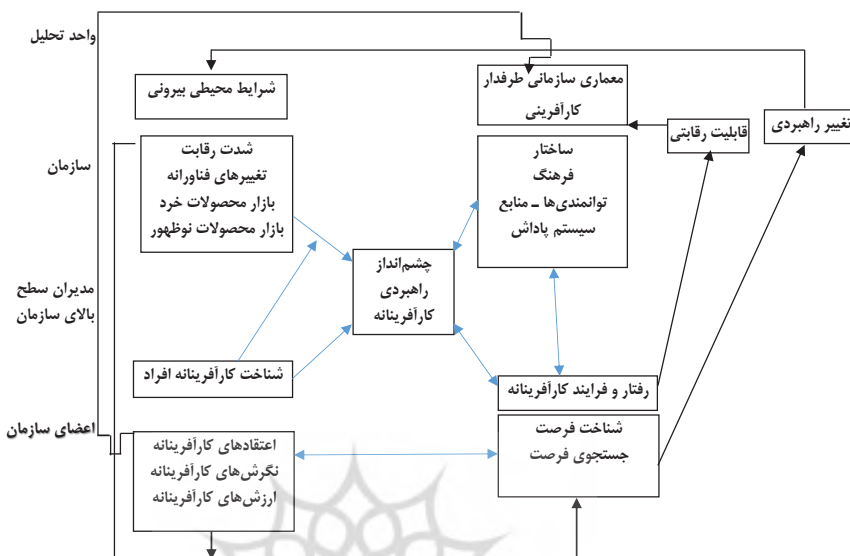 واحد تحلیل
سازمان
مدیران سطح
بالای سازمان
اعضای سازمان
شرایط محیطی بیرونی
معماری سازمانی طرفدار
کارآفرینی
قابلیت رقابتی
تغییر راهبردی
شدت رقابت
تغییرهای فناورانه
بازار محصولات خرد
بازار محصولات نوظهور
ساختار
فرهنگ
توانمندی‌ها ـ منابع
سیستم پاداش
چشم‌انداز
راهبردی
کارآفرینانه
شناخت کارآفرینانه افراد
رفتار و فرایند کارآفرینانه
اعتقادهای کارآفرینانه
نگرش‌های کارآفرینانه
ارزش‌های کارآفرینانه
شناخت فرصت
جستجوی فرصت